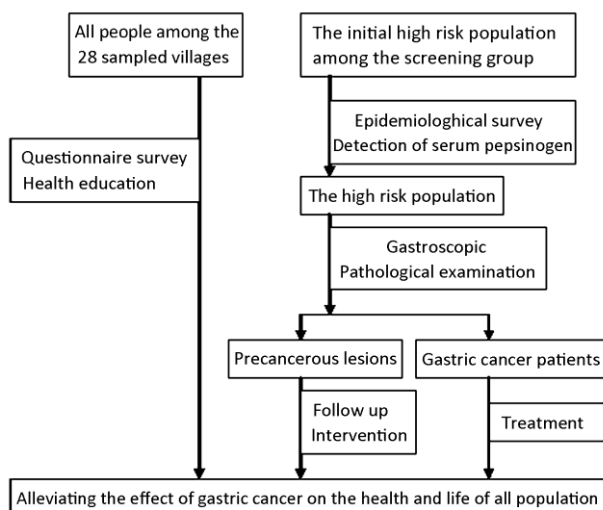 All people among the
28 sampled villages
The initial high risk population
among the screening group
Epidemiologhical survey
Detection of serum pepsinogen
Questionnaire survey
Health education
The high risk population
Gastroscopic
Pathological examination
Precancerous lesions
Gastric cancer patients
Follow up
Intervention
Treatment
Alleviating the effect of gastric cancer on the health and life of all population